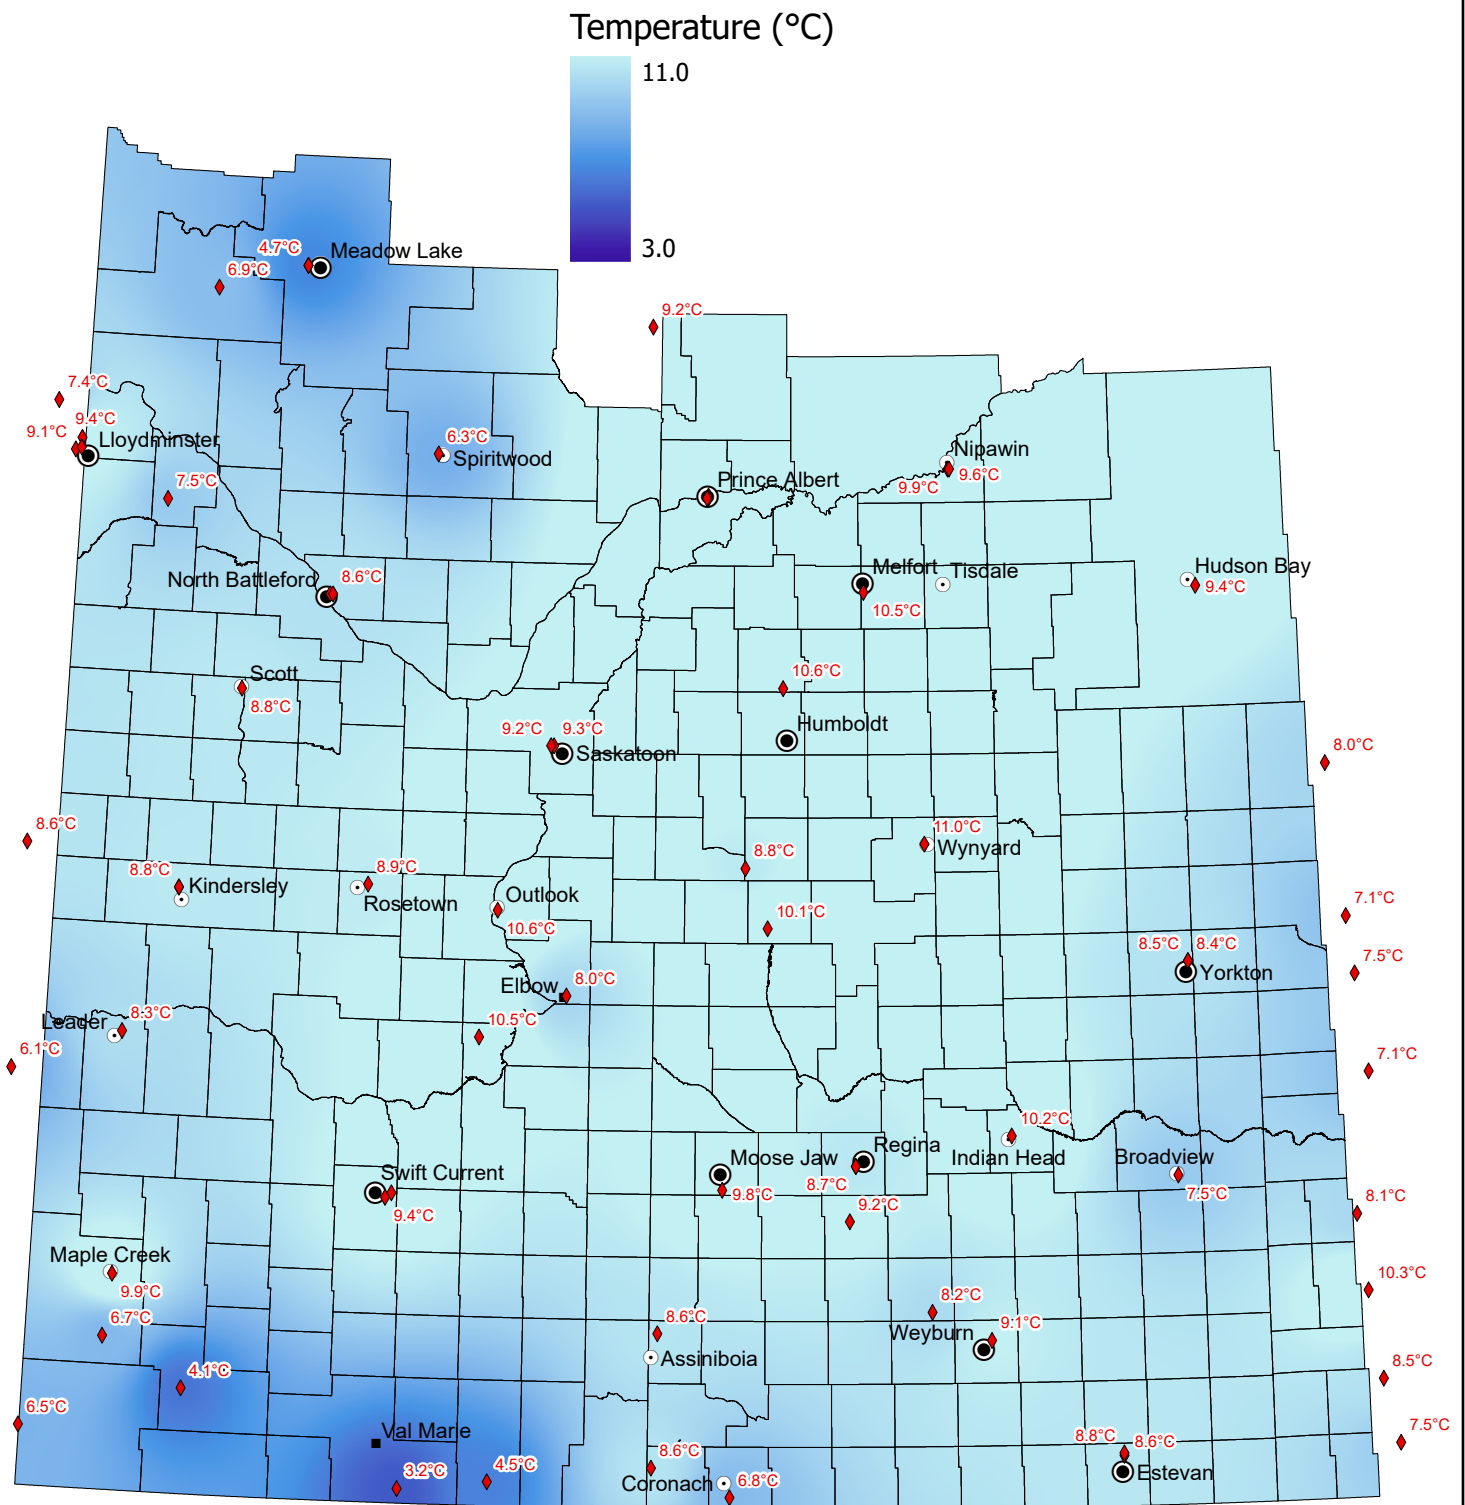 Temperature (°C)
11.0
3.0
4.7°C
Meadow Lake
6.9°C
9.2°C
7.4°C
9.4°C
9.1°C
Lloydminster
6.3°C
Spiritwood
Nipawin
9.9°C
9.6°C
7.5°C
Prince Albert
North Battleford
8.6°C
Melfort
Tisdale
Hudson Bay
9.4°C
10.5°C
Scott
8.8°C
10.6°C
9.2°C
9.3°C
Saskatoon
Humboldt
8.0°C
8.6°C
11.0°C
Wynyard
8.8°C
8.8°C
Kindersley
8.9°C
Rosetown
Outlook
10.6°C
10.1°C
7.1°C
8.5°C
8.4°C
Yorkton
7.5°C
Elbow
8.0°C
Leader
8.3°C
10.5°C
6.1°C
7.1°C
10.2°C
Indian Head
Regina
8.7°C
Moose Jaw
9.8°C
Broadview
7.5°C
Swift Current
9.4°C
9.2°C
8.1°C
Maple Creek
9.9°C
10.3°C
6.7°C
8.2°C
8.6°C
Weyburn
9.1°C
Assiniboia
4.1°C
8.5°C
6.5°C
Val Marie
7.5°C
8.8°C
8.6°C
Estevan
8.6°C
3.2°C
4.5°C
Coronach
6.8°C